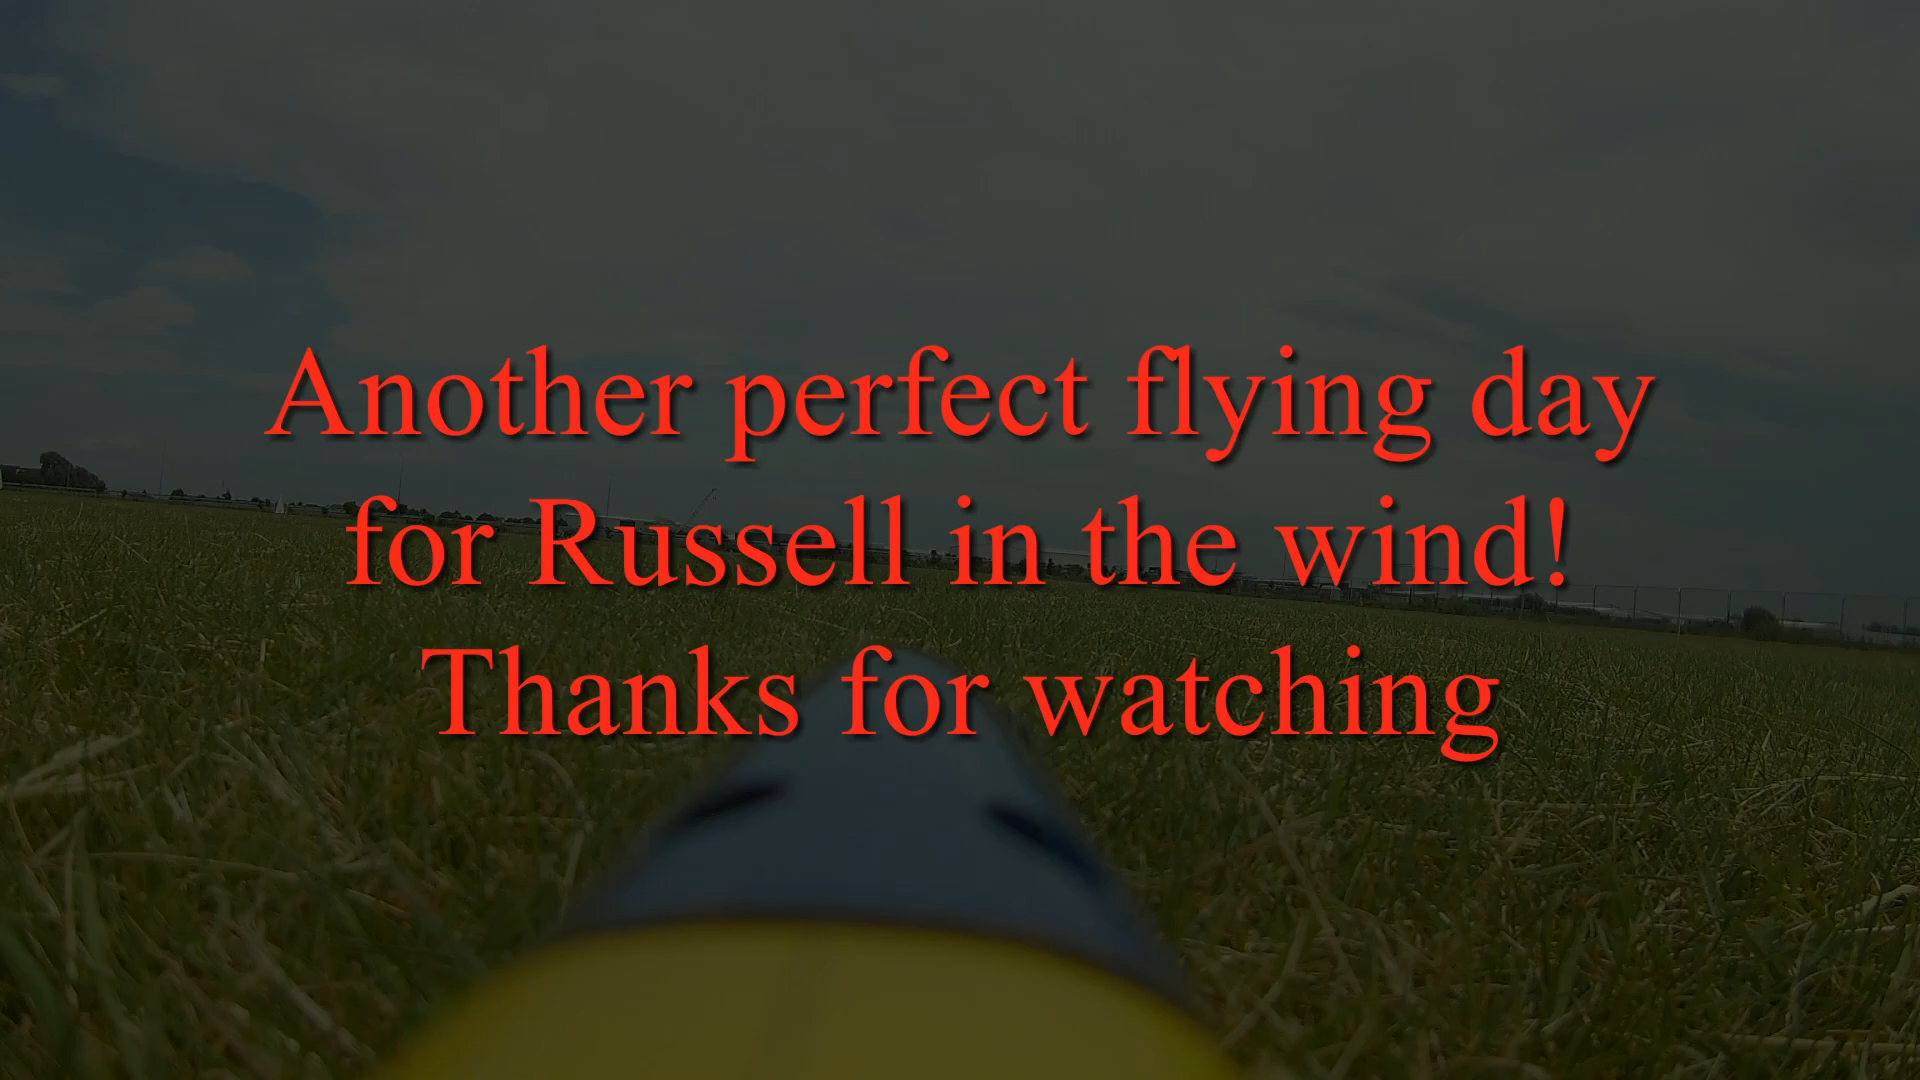 Another perfect flying day
for Russell in the wind!
Thanks for watching